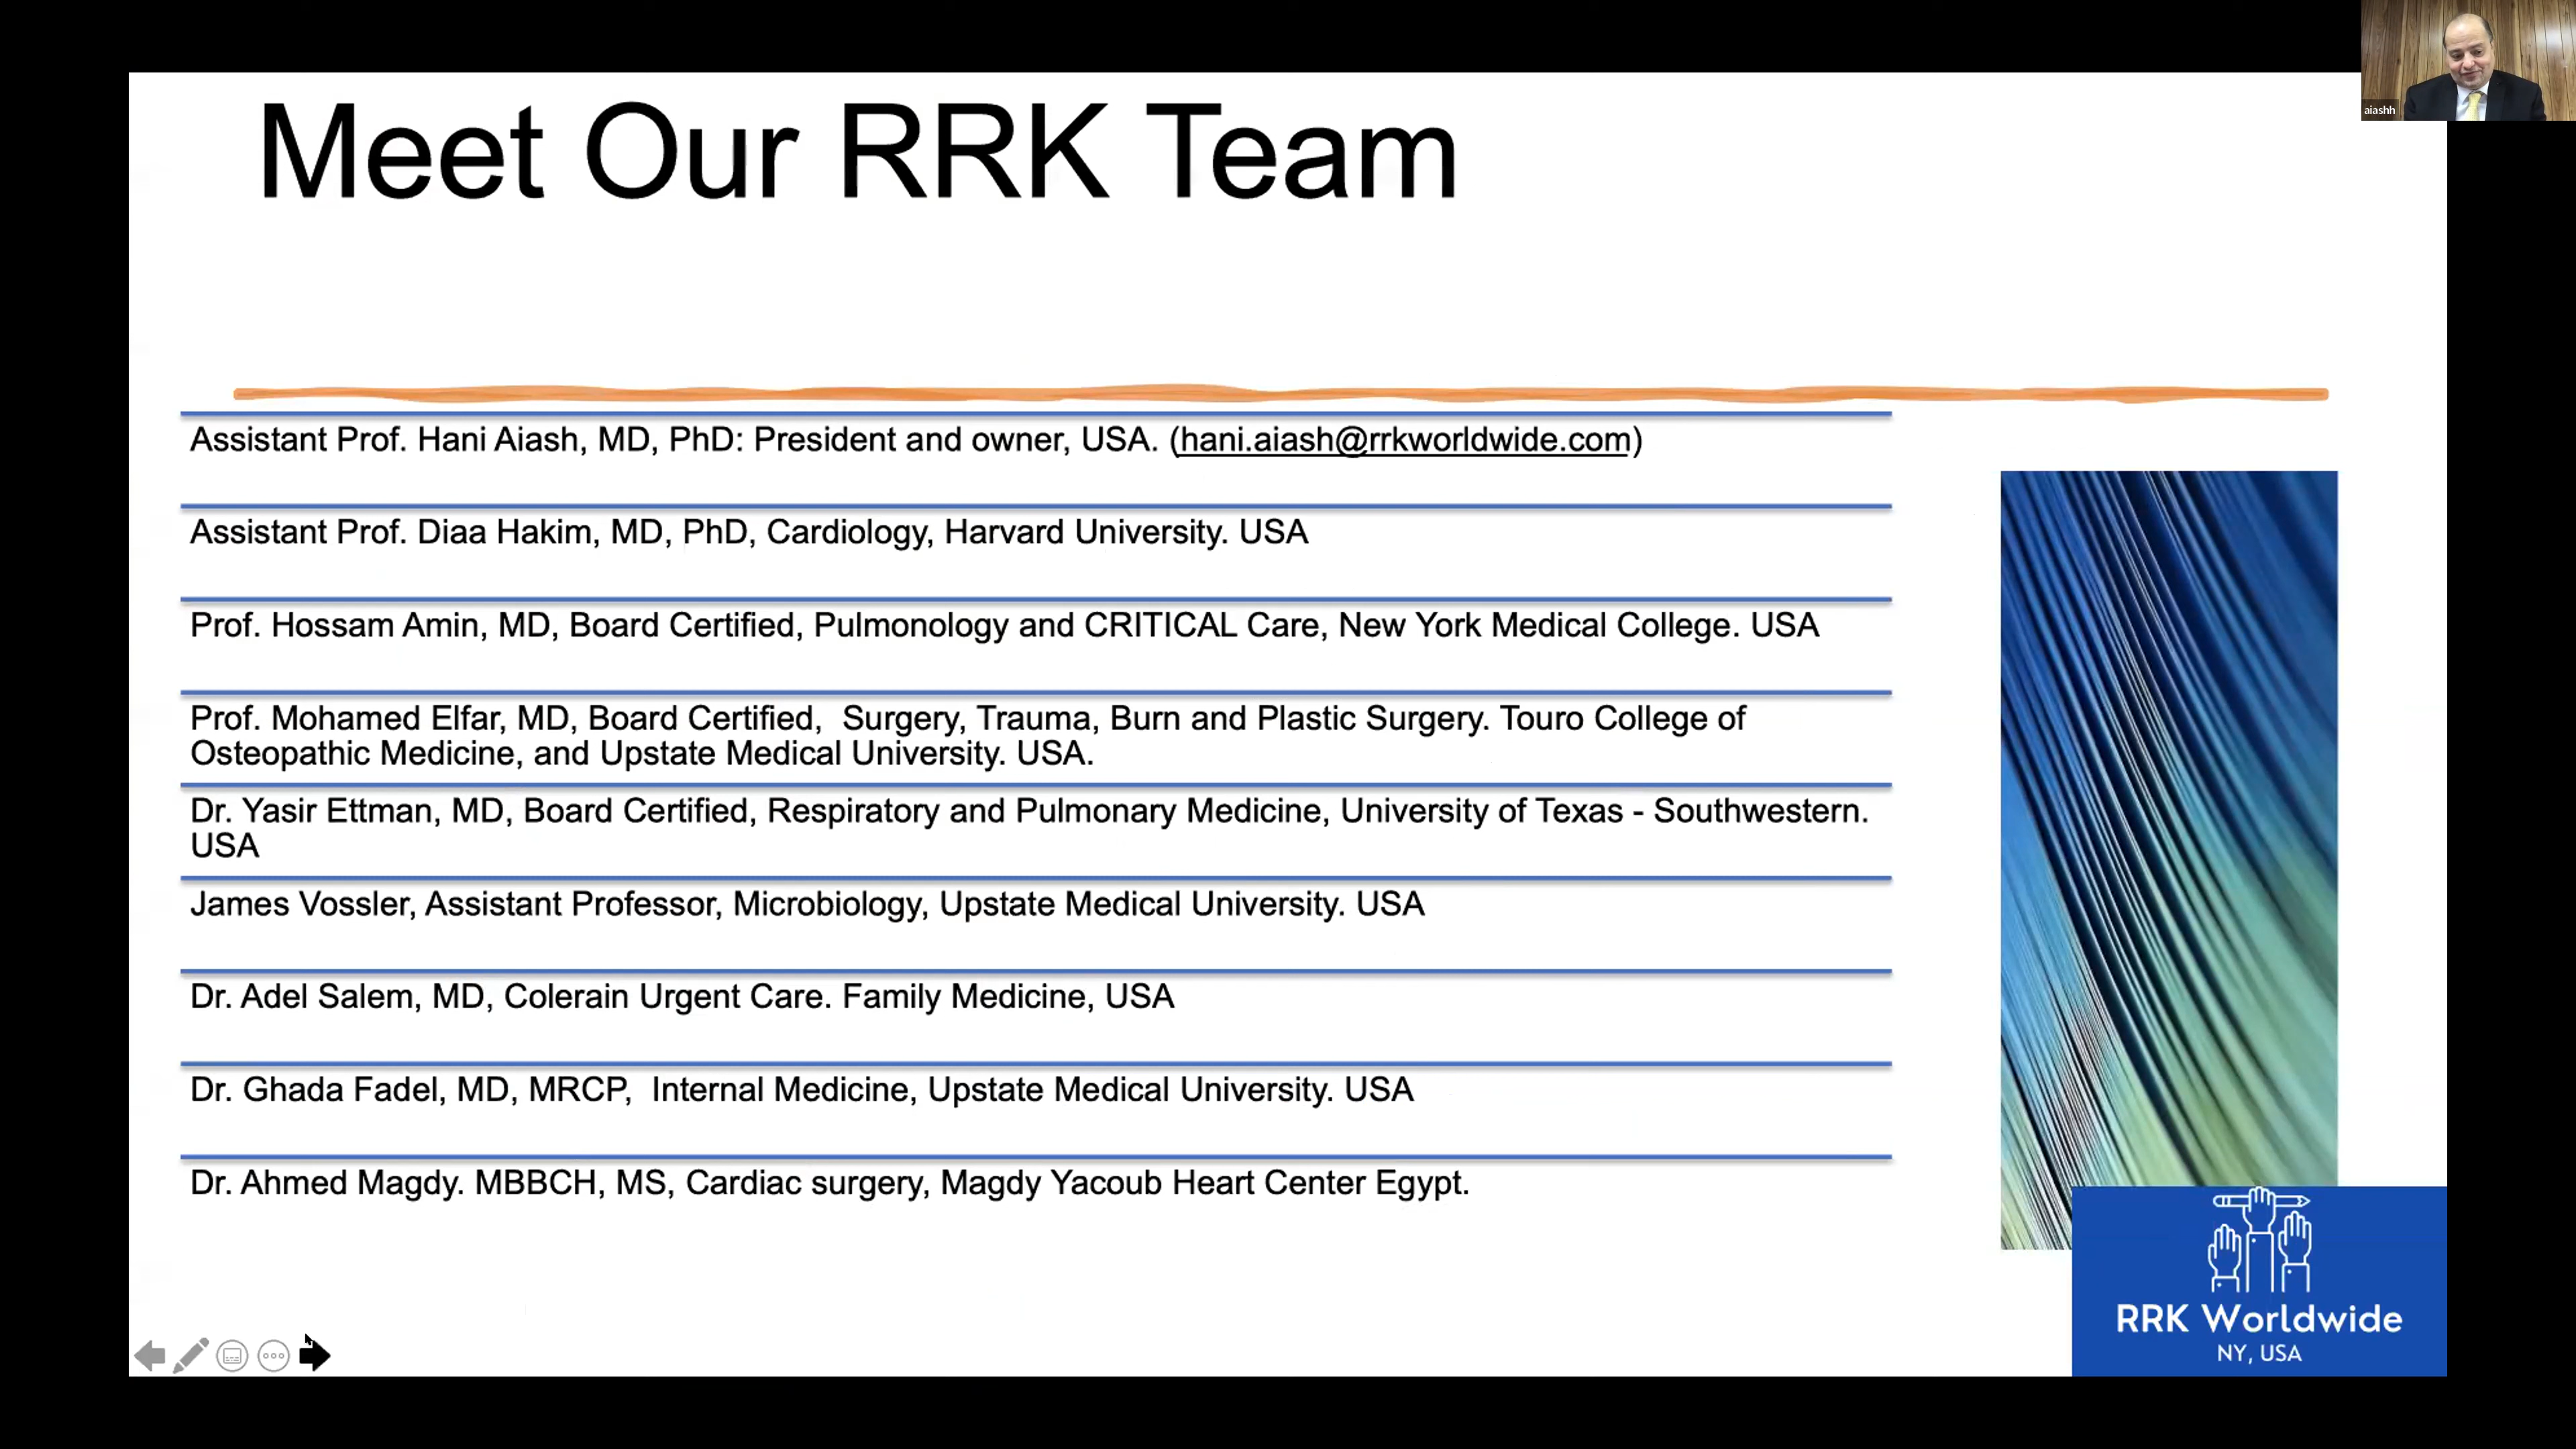 aiashh
Meet Our RRK Team
Assistant Prof. Hani Aiash, MD, PhD: President and owner, USA. (hani.aiash@rrkworldwide.com)
Assistant Prof. Diaa Hakim, MD, PhD, Cardiology, Harvard University. USA
Prof. Hossam Amin, MD, Board Certified, Pulmonology and CRITICAL Care, New York Medical College. USA
Prof. Mohamed Elfar, MD, Board Certified,  Surgery, Trauma, Burn and Plastic Surgery. Touro College of
Osteopathic Medicine, and Upstate Medical University. USA.
Dr. Yasir Ettman, MD, Board Certified, Respiratory and Pulmonary Medicine, University of Texas - Southwestern.
USA
James Vossler, Assistant Professor, Microbiology, Upstate Medical University. USA
Dr. Adel Salem, MD, Colerain Urgent Care. Family Medicine, USA
Dr. Ghada Fadel, MD, MRCP,  Internal Medicine, Upstate Medical University. USA
Dr. Ahmed Magdy. MBBCH, MS, Cardiac surgery, Magdy Yacoub Heart Center Egypt.
RRK Worldwide
NY, USA